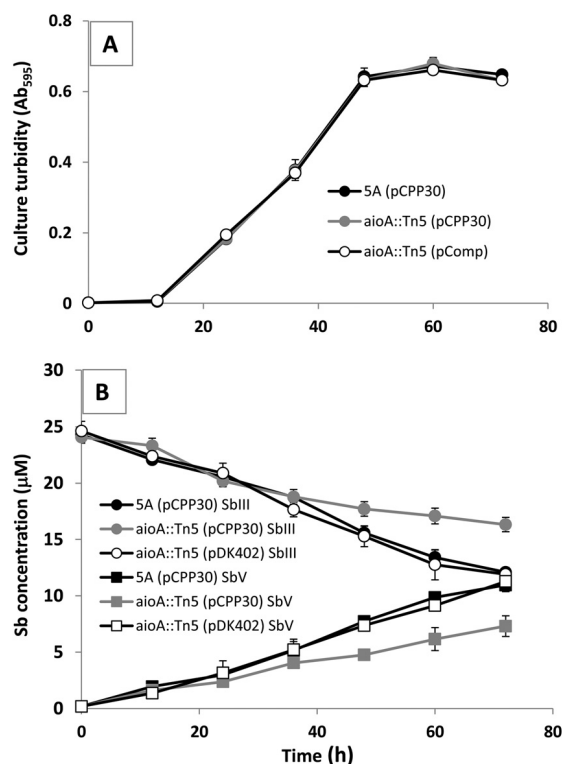 A
Culture turbidity (Ab595)
0.8
0.6
0.4
0.2
0
5A (pCPP30)
aioA::Tn5 (pCPP30)
aioA::Tn5 (pComp)
0 20 40 60 80
B
Sb concentration (µM)
30
25
20
15
10
5
0
5A (pCPP30) SbIII
aioA::Tn5 (pCPP30) SbIII
aioA::Tn5 (pDK402) SbIII
5A (pCPP30) SbV
aioA::Tn5 (pCPP30) SbV
aioA::Tn5 (pDK402) SbV
0 20 40 60 80
Time (h)